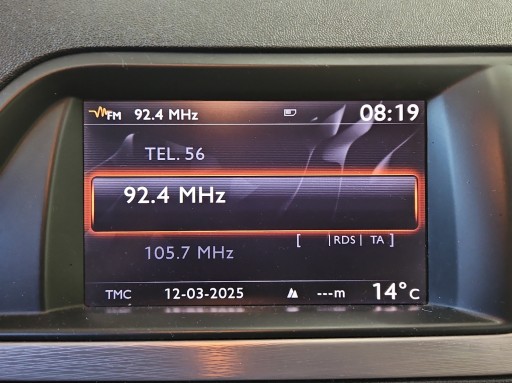 FM 92.4 MHz 08:19
TEL. 56
92.4 MHz
[ |RDS| TA ]
105.7 MHz
TMC 12-03-2025 ---m 14°C